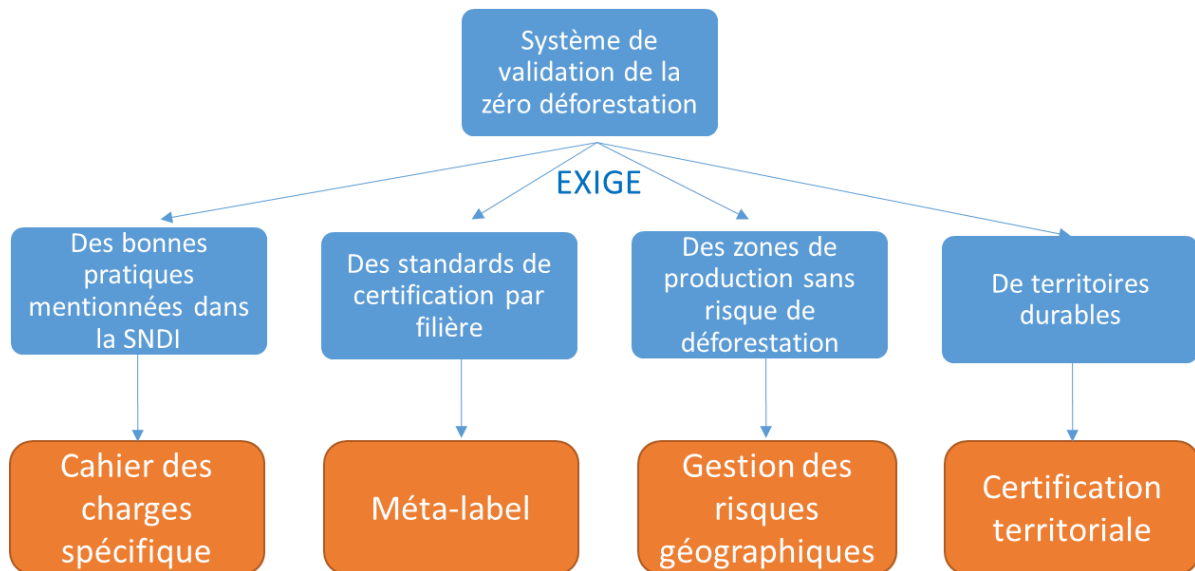 Système de
validation de la
zéro déforestation
EXIGE
Des bonnes
pratiques
mentionnées dans
la SNDI
Des standards de
certification par
filière
Des zones de
production sans
risque de
déforestation
De territoires
durables
Cahier des
charges
spécifique
Méta-label
Gestion des
risques
géographiques
Certification
territoriale